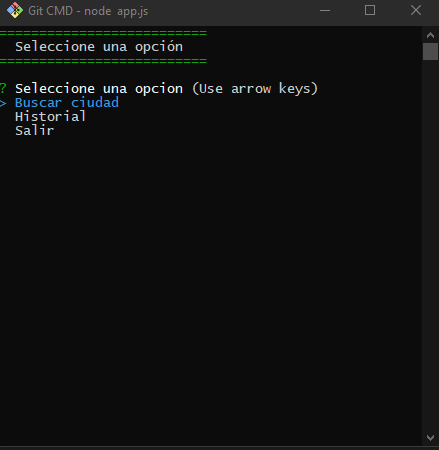 Git CMD - node app.js
==========================
Seleccione una opción
==========================
? Seleccione una opcion (Use arrow keys)
> Buscar ciudad
Historial
Salir